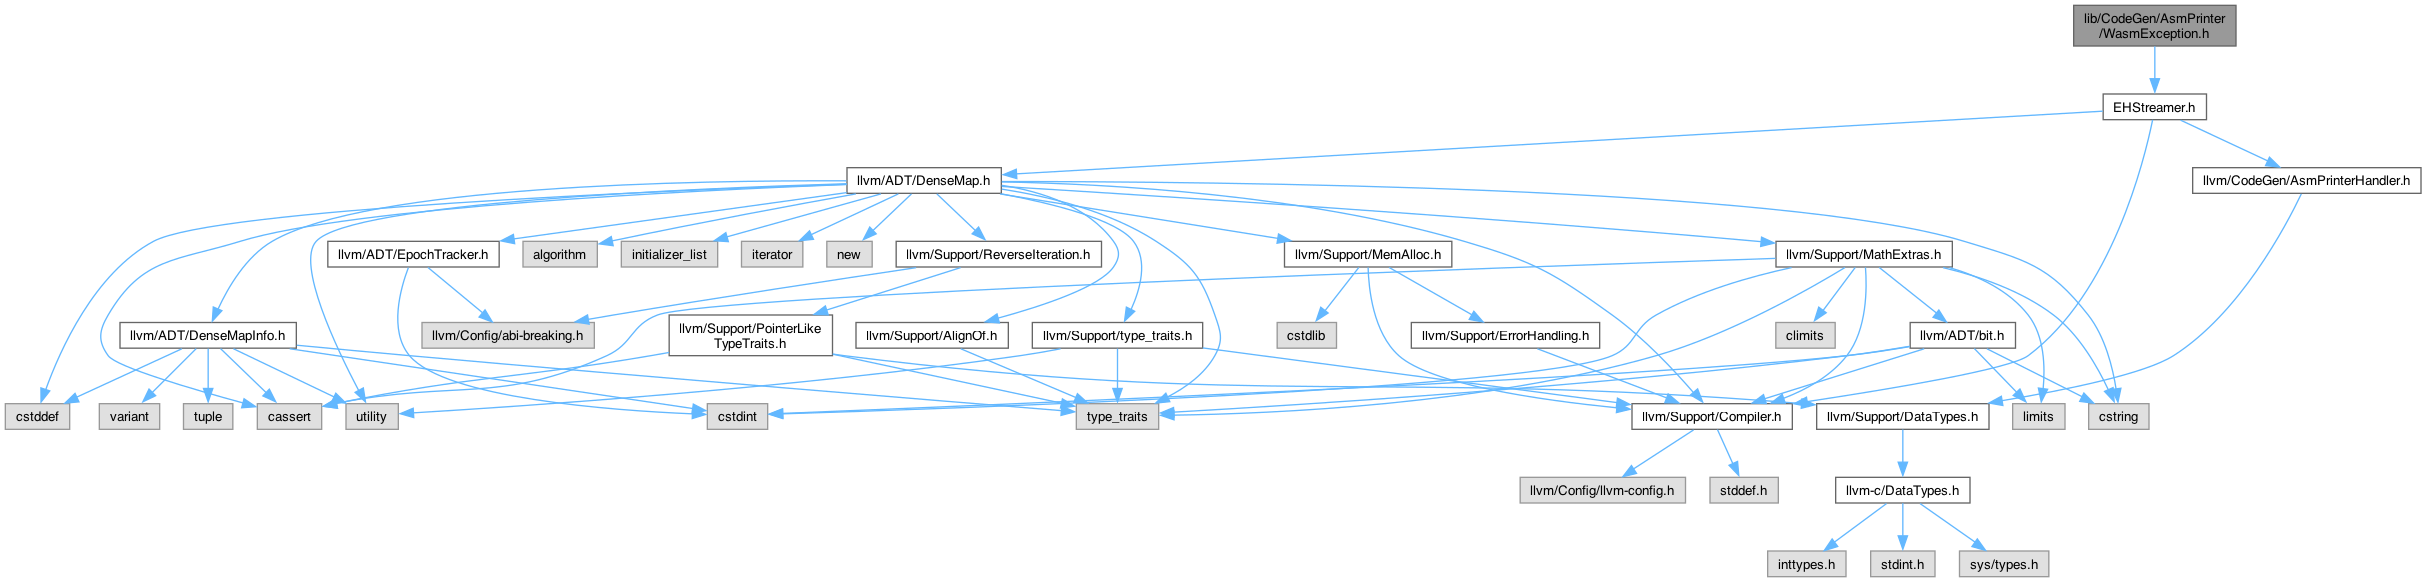 lib/CodeGen/AsmPrinter
/WasmException.h
EHStreamer.h
llvm/ADT/DenseMap.h
llvm/CodeGen/AsmPrinterHandler.h
llvm/ADT/EpochTracker.h
algorithm
initializer_list
iterator
new
llvm/Support/ReverseIteration.h
llvm/Support/MemAlloc.h
llvm/Support/MathExtras.h
llvm/ADT/DenseMapInfo.h
llvm/Config/abi-breaking.h
llvm/Support/PointerLike
TypeTraits.h
llvm/Support/AlignOf.h
llvm/Support/type_traits.h
cstdlib
llvm/Support/ErrorHandling.h
climits
llvm/ADT/bit.h
cstddef
variant
tuple
cassert
utility
cstdint
type_traits
llvm/Support/Compiler.h
llvm/Support/DataTypes.h
limits
cstring
llvm/Config/llvm-config.h
stddef.h
llvm-c/DataTypes.h
inttypes.h
stdint.h
sys/types.h